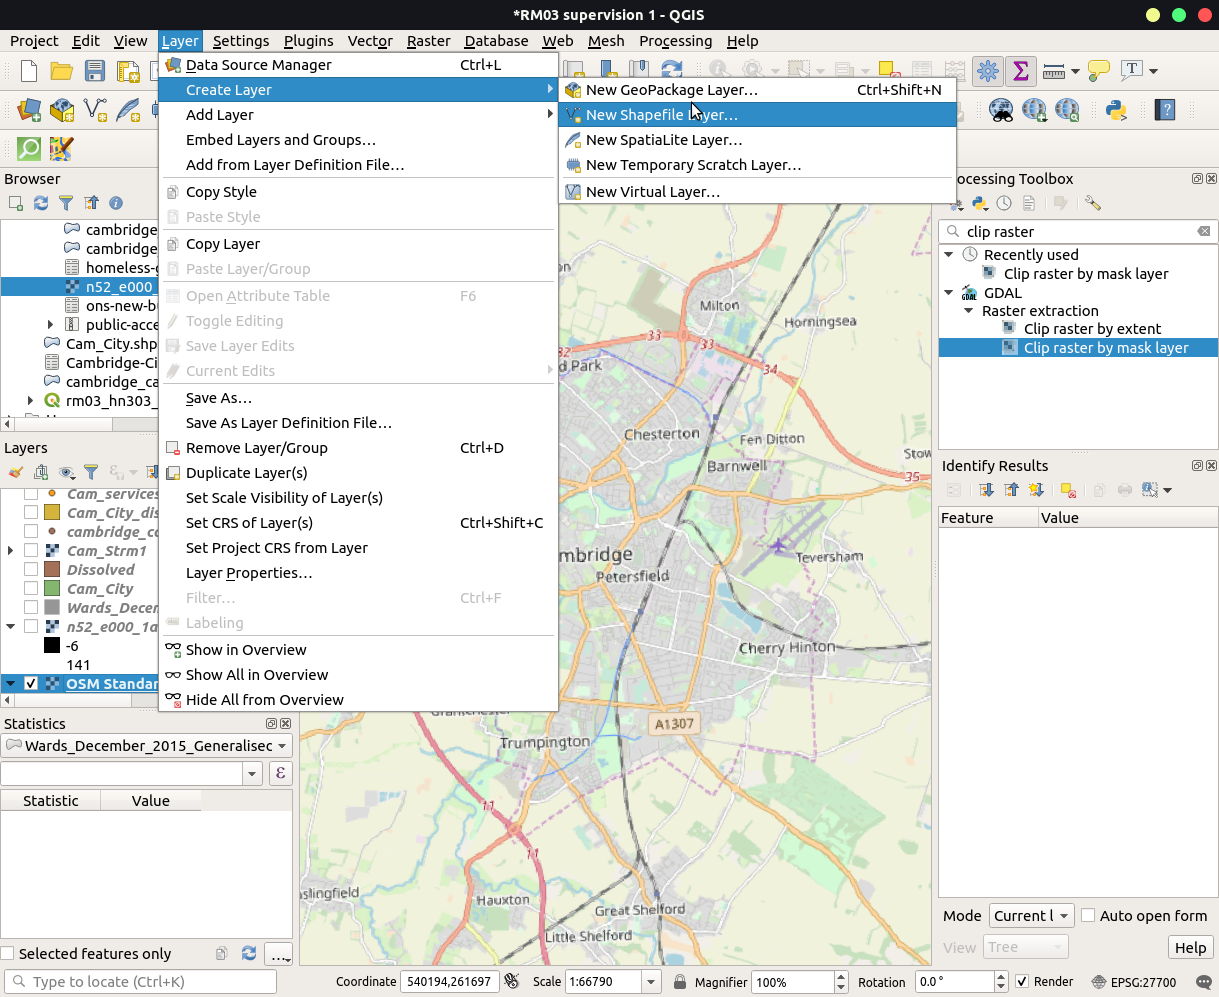 *RM03 supervision 1 - QGIS
Project Edit View Layer Settings Plugins Vector Raster Database Web Mesh Processing Help
Data Source Manager Ctrl+L
Create Layer
Add Layer
Embed Layers and Groups…
Add from Layer Definition File…
Copy Style
Paste Style
Copy Layer
Paste Layer/Group
Open Attribute Table F6
Toggle Editing
Save Layer Edits
Current Edits
Save As…
Save As Layer Definition File…
Remove Layer/Group Ctrl+D
Duplicate Layer(s)
Set Scale Visibility of Layer(s)
Set CRS of Layer(s) Ctrl+Shift+C
Set Project CRS from Layer
Layer Properties…
Filter… Ctrl+F
Labeling
Show in Overview
Show All in Overview
Hide All from Overview
New GeoPackage Layer… Ctrl+Shift+N
New Shapefile Layer…
New SpatiaLite Layer…
New Temporary Scratch Layer…
New Virtual Layer…
Browser
cambridge
cambridge
homeless-
n52_e000_
ons-new-b
public-acce
Cam_City.shp
Cambridge-Ci
cambridge_ca
rm03_hn303_
Layers
Cam_services
Cam_City_dis
cambridge_ca
Cam_Strm1
Dissolved
Cam_City
Wards_Decem
n52_e000_1a
-6
141
OSM Standar
Statistics
Wards_December_2015_Generalisec
ε
Statistic Value
Selected features only
…
Milton
Horningsea
33
33
32
34
d Park
Chesterton
Fen Ditton
Barnwell
Stow
35
mbridge
Teversham
Petersfield
Cherry Hinton
Grantchester
A1307
Trumpington
11
11
slingfield
Hauxton
Great Shelford
Little Shelford
ocessing Toolbox
clip raster
Recently used
Clip raster by mask layer
GDAL
Raster extraction
Clip raster by extent
Clip raster by mask layer
Identify Results
Feature Value
Mode Current l Auto open form
View Tree Help
Type to locate (Ctrl+K) Coordinate 540194,261697 Scale 1:66790 Magnifier 100% Rotation 0.0 ° Render EPSG:27700